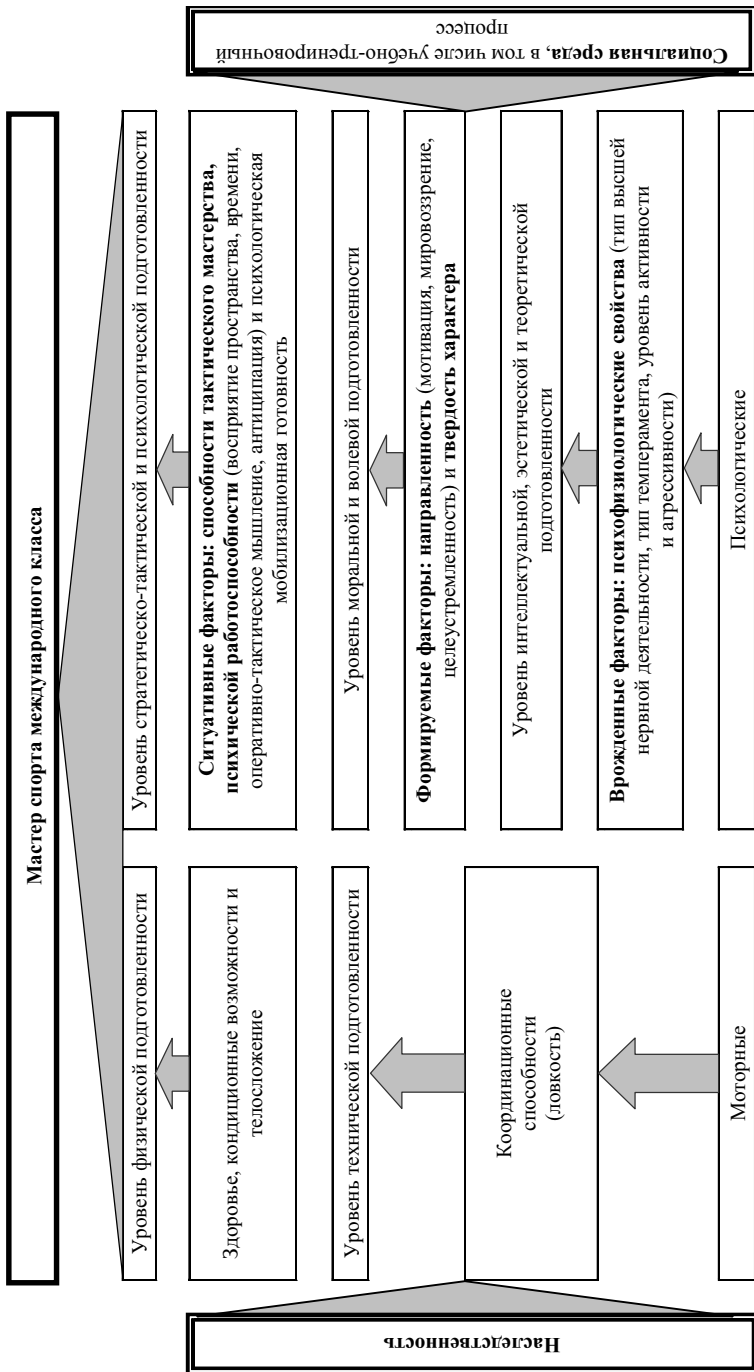 Мастер спорта международного класса
Наследственность
Уровень физической подготовленности
Здоровье, кондиционные возможности и
телосложение
Уровень технической подготовленности
Координационные
способности
(ловкость)
Моторные
Уровень стратегическо-тактической и психологической подготовленности
Ситуативные факторы: способности тактического мастерства,
психической работоспособности (восприятие пространства, времени,
оперативно-тактическое мышление, антиципация) и психологическая
мобилизационная готовность
Уровень моральной и волевой подготовленности
Формируемые факторы: направленность (мотивация, мировоззрение,
целеустремленность) и твердость характера
Уровень интеллектуальной, эстетической и теоретической
подготовленности
Врожденные факторы: психофизиологические свойства (тип высшей
нервной деятельности, тип темперамента, уровень активности
и агрессивности)
Психологические
Социальная среда, в том числе учебно-тренировочный
процесс